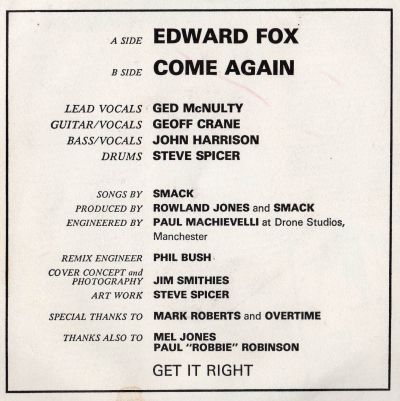 A SIDE EDWARD FOX
B SIDE COME AGAIN
LEAD VOCALS GED McNULTY
GUITAR/VOCALS GEOFF CRANE
BASS/VOCALS JOHN HARRISON
DRUMS STEVE SPICER
SONGS BY SMACK
PRODUCED BY ROWLAND JONES and SMACK
ENGINEERED BY PAUL MACHIEVELLI at Drone Studios,
Manchester
REMIX ENGINEER PHIL BUSH
COVER CONCEPT and
PHOTOGRAPHY JIM SMITHIES
ART WORK STEVE SPICER
SPECIAL THANKS TO MARK ROBERTS and OVERTIME
THANKS ALSO TO MEL JONES
PAUL "ROBBIE" ROBINSON
GET IT RIGHT